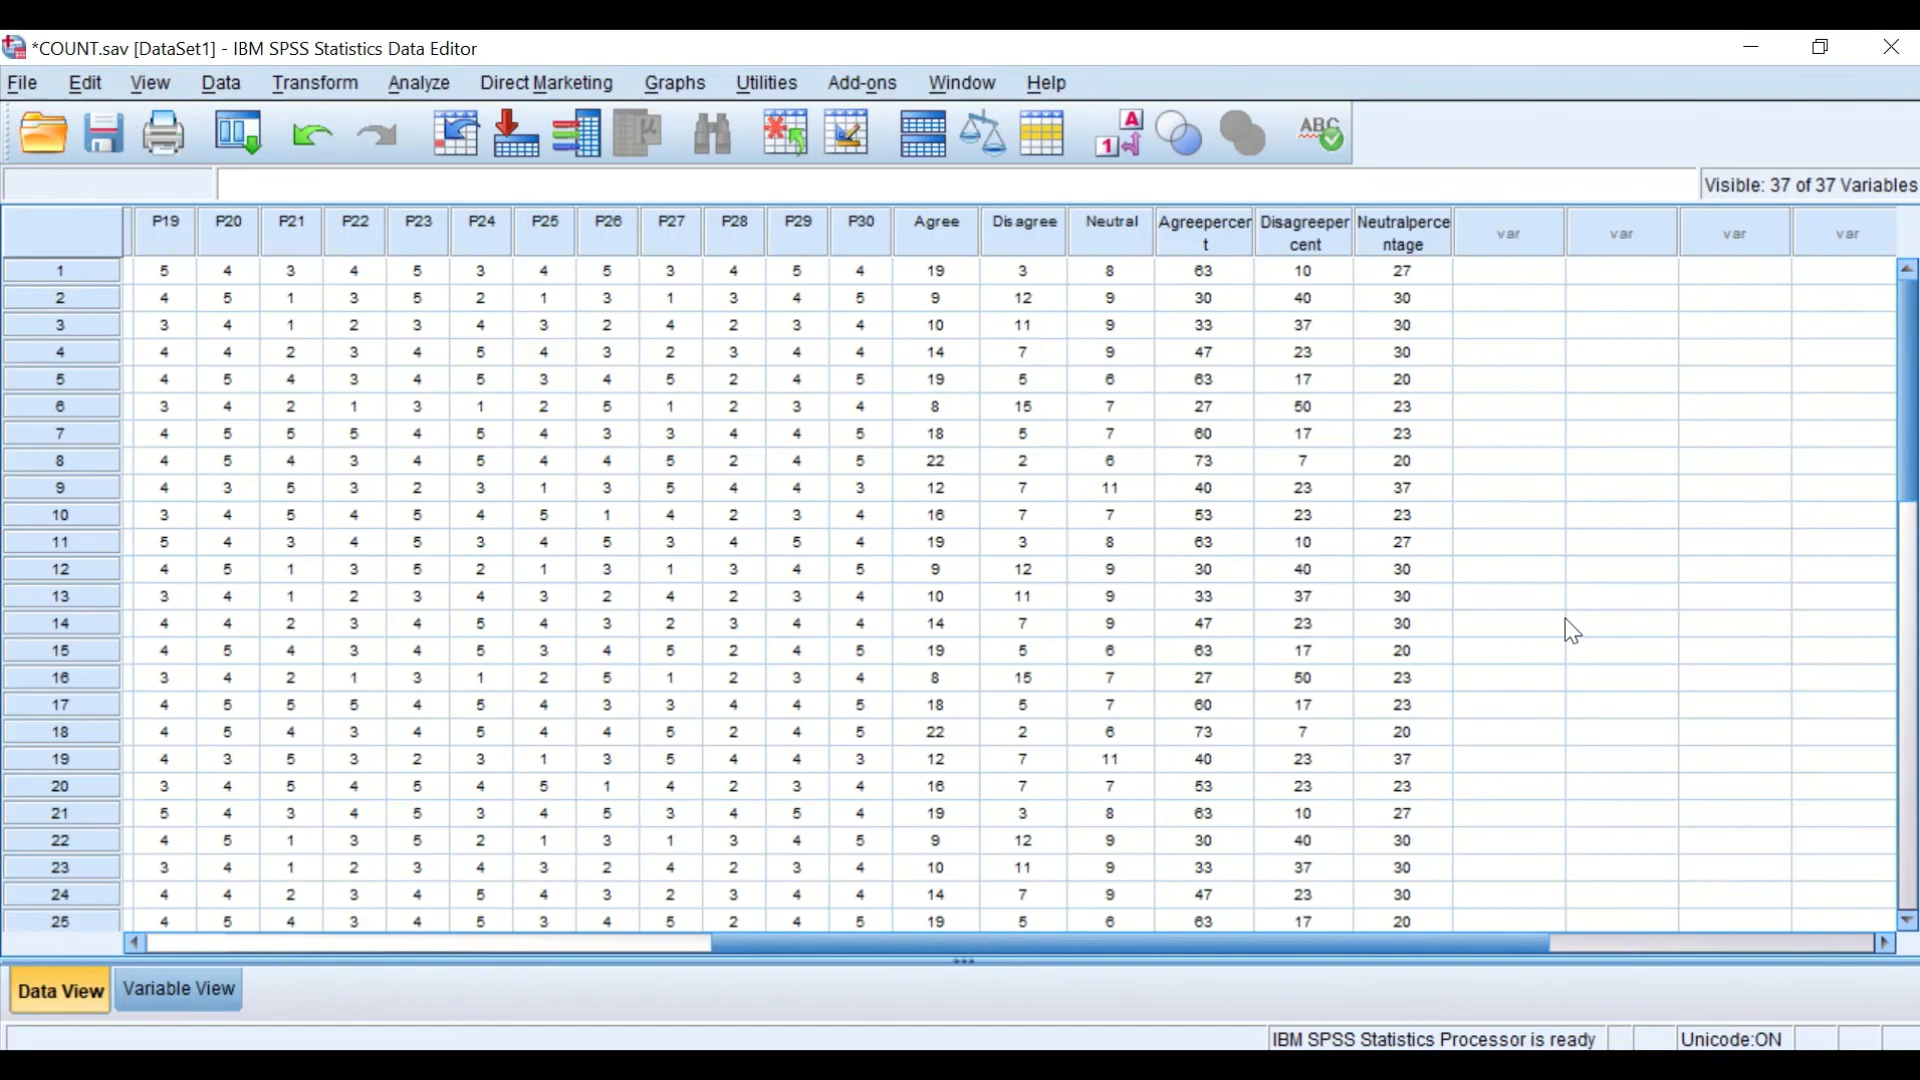 *COUNT.sav [DataSet1] - IBM SPSS Statistics Data Editor
File Edit View Data Transform Analyze Direct Marketing Graphs Utilities Add-ons Window Help
Visible: 37 of 37 Variables
P19 P20 P21 P22 P23 P24 P25 P26 P27 P28 P29 P30 Agree Disagree Neutral Agreepercen Disagreeper Neutralperce var var var var
t cent ntage
1 5 4 3 4 5 3 4 5 3 4 5 4 19 3 8 63 10 27
2 4 5 1 3 5 2 1 3 1 3 4 5 9 12 9 30 40 30
3 3 4 1 2 3 4 3 2 4 2 3 4 10 11 9 33 37 30
4 4 4 2 3 4 5 4 3 2 3 4 4 14 7 9 47 23 30
5 4 5 4 3 4 5 3 4 5 2 4 5 19 5 6 63 17 20
6 3 4 2 1 3 1 2 5 1 2 3 4 8 15 7 27 50 23
7 4 5 5 5 4 5 4 3 3 4 4 5 18 5 7 60 17 23
8 4 5 4 3 4 5 4 4 5 2 4 5 22 2 6 73 7 20
9 4 3 5 3 2 3 1 3 5 4 4 3 12 7 11 40 23 37
10 3 4 5 4 5 4 5 1 4 2 3 4 16 7 7 53 23 23
11 5 4 3 4 5 3 4 5 3 4 5 4 19 3 8 63 10 27
12 4 5 1 3 5 2 1 3 1 3 4 5 9 12 9 30 40 30
13 3 4 1 2 3 4 3 2 4 2 3 4 10 11 9 33 37 30
14 4 4 2 3 4 5 4 3 2 3 4 4 14 7 9 47 23 30
15 4 5 4 3 4 5 3 4 5 2 4 5 19 5 6 63 17 20
16 3 4 2 1 3 1 2 5 1 2 3 4 8 15 7 27 50 23
17 4 5 5 5 4 5 4 3 3 4 4 5 18 5 7 60 17 23
18 4 5 4 3 4 5 4 4 5 2 4 5 22 2 6 73 7 20
19 4 3 5 3 2 3 1 3 5 4 4 3 12 7 11 40 23 37
20 3 4 5 4 5 4 5 1 4 2 3 4 16 7 7 53 23 23
21 5 4 3 4 5 3 4 5 3 4 5 4 19 3 8 63 10 27
22 4 5 1 3 5 2 1 3 1 3 4 5 9 12 9 30 40 30
23 3 4 1 2 3 4 3 2 4 2 3 4 10 11 9 33 37 30
24 4 4 2 3 4 5 4 3 2 3 4 4 14 7 9 47 23 30
25 4 5 4 3 4 5 3 4 5 2 4 5 19 5 6 63 17 20
Data View Variable View
IBM SPSS Statistics Processor is ready Unicode:ON